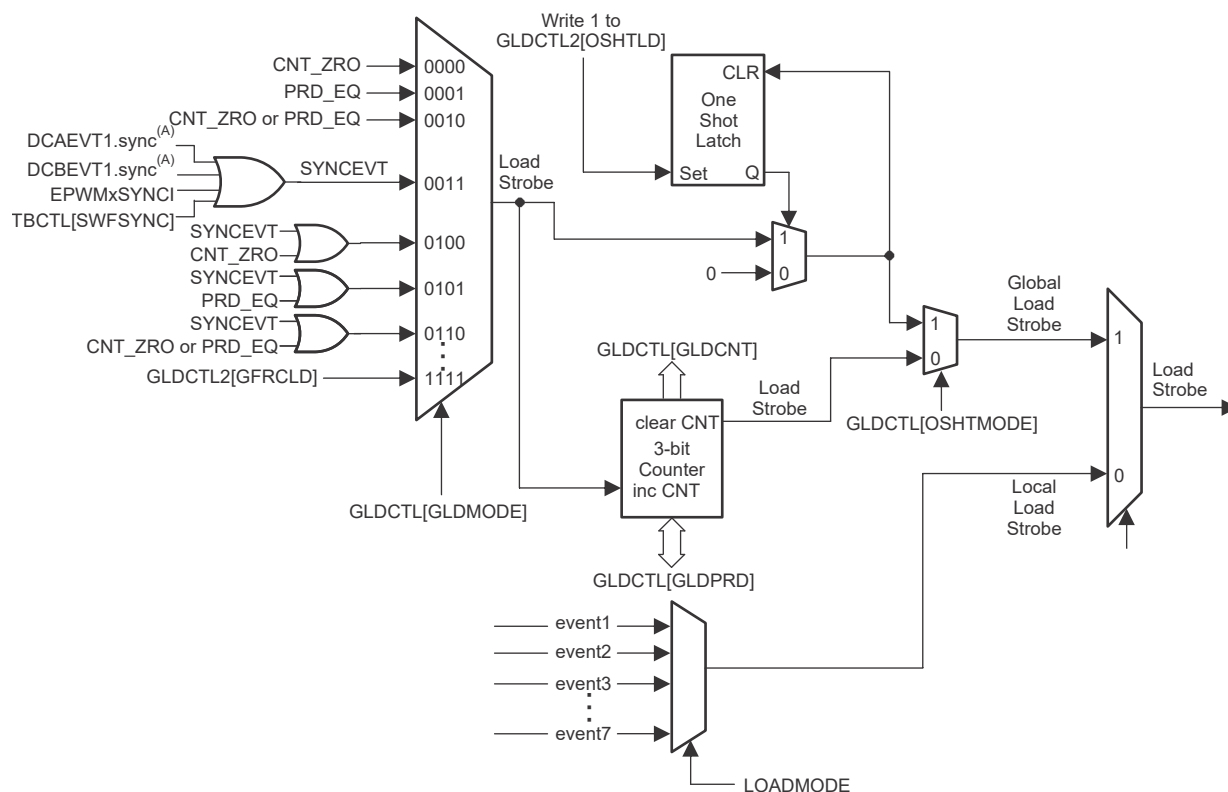 Write 1 to
GLDCTL2[OSHTLD]
CNT_ZRO
0000
PRD_EQ
0001
CNT_ZRO or PRD_EQ
0010
DCAEVT1.sync(A)
DCBEVT1.sync(A)
EPWMxSYNCI
TBCTL[SWFSYNC]
SYNCEVT
0011
SYNCEVT
CNT_ZRO
0100
SYNCEVT
PRD_EQ
0101
SYNCEVT
CNT_ZRO or PRD_EQ
0110
GLDCTL2[GFRCLD]
1111
GLDCTL[GLDMODE]
Load
Strobe
CLR
One
Shot
Latch
Set
Q
1
0
0
GLDCTL[GLDCNT]
clear CNT
3-bit
Counter
inc CNT
GLDCTL[GLDPRD]
Load
Strobe
1
0
GLDCTL[OSHTMODE]
Global
Load
Strobe
1
0
Local
Load
Strobe
Load
Strobe
event1
event2
event3
event7
LOADMODE